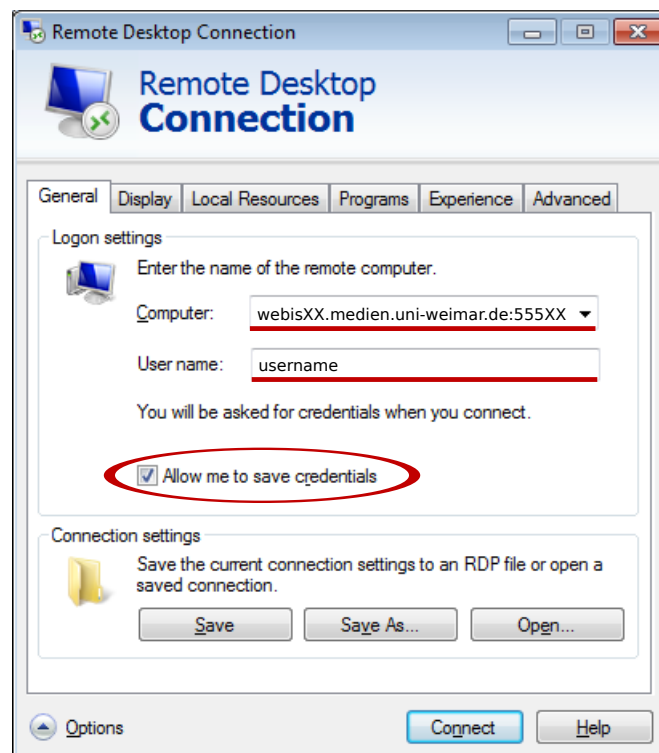 Remote Desktop Connection
Remote Desktop
Connection
General Display Local Resources Programs Experience Advanced
Logon settings
Enter the name of the remote computer.
Computer: webisXX.medien.uni-weimar.de:555XX
User name: username
You will be asked for credentials when you connect.
Allow me to save credentials
Connection settings
Save the current connection settings to an RDP file or open a
saved connection.
Save Save As... Open...
Options Connect Help